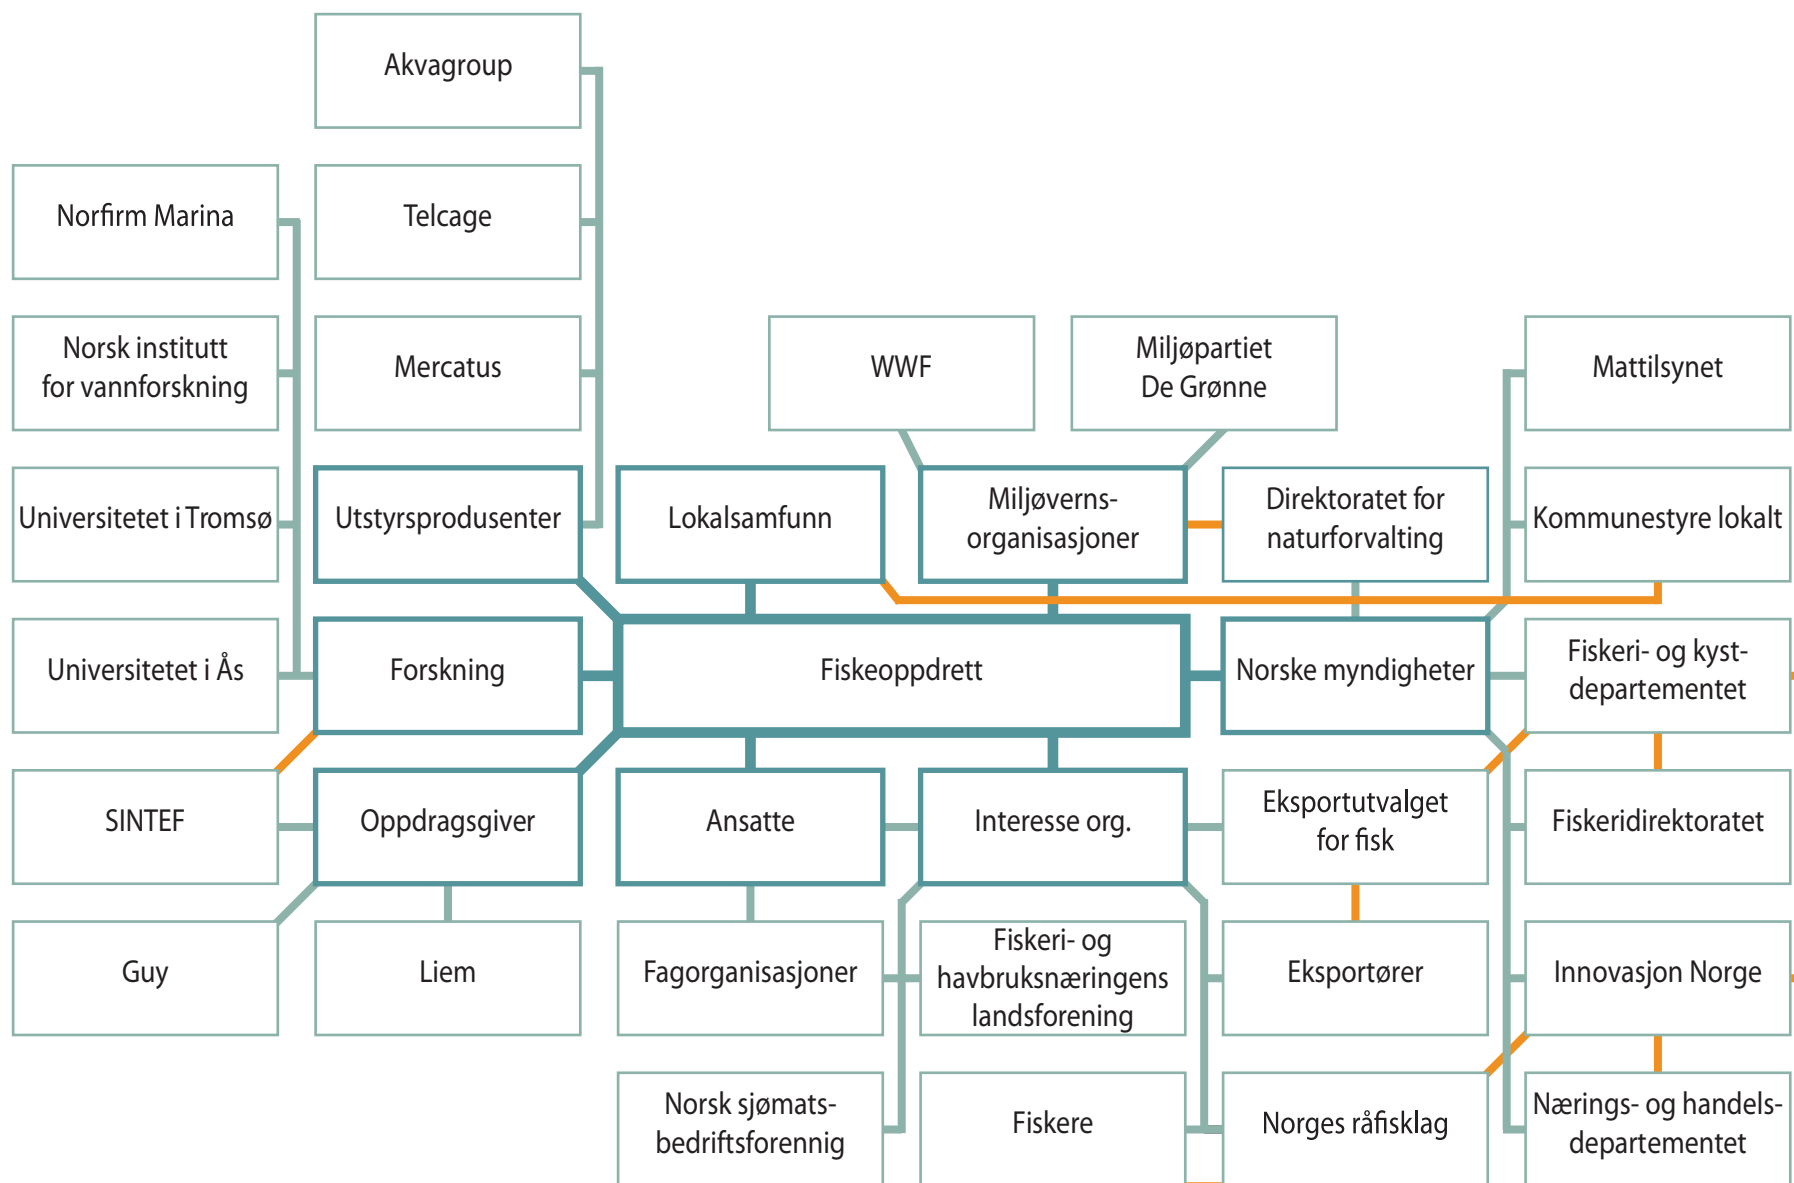 Akvagroup
Norfirm Marina
Telcage
Norsk institutt
for vannforskning
Mercatus
WWF
Miljøpartiet
De Grønne
Mattilsynet
Universitetet i Tromsø
Utstyrsprodusenter
Lokalsamfunn
Miljøverns-
organisasjoner
Direktoratet for
naturforvalting
Kommunestyre lokalt
Universitetet i Ås
Forskning
Fiskeoppdrett
Norske myndigheter
Fiskeri- og kyst-
departementet
SINTEF
Oppdragsgiver
Ansatte
Interesse org.
Eksportutvalget
for fisk
Fiskeridirektoratet
Guy
Liem
Fagorganisasjoner
Fiskeri- og
havbruksnæringens
landsforening
Eksportører
Innovasjon Norge
Norsk sjømats-
bedriftsforennig
Fiskere
Norges råfisklag
Nærings- og handels-
departementet